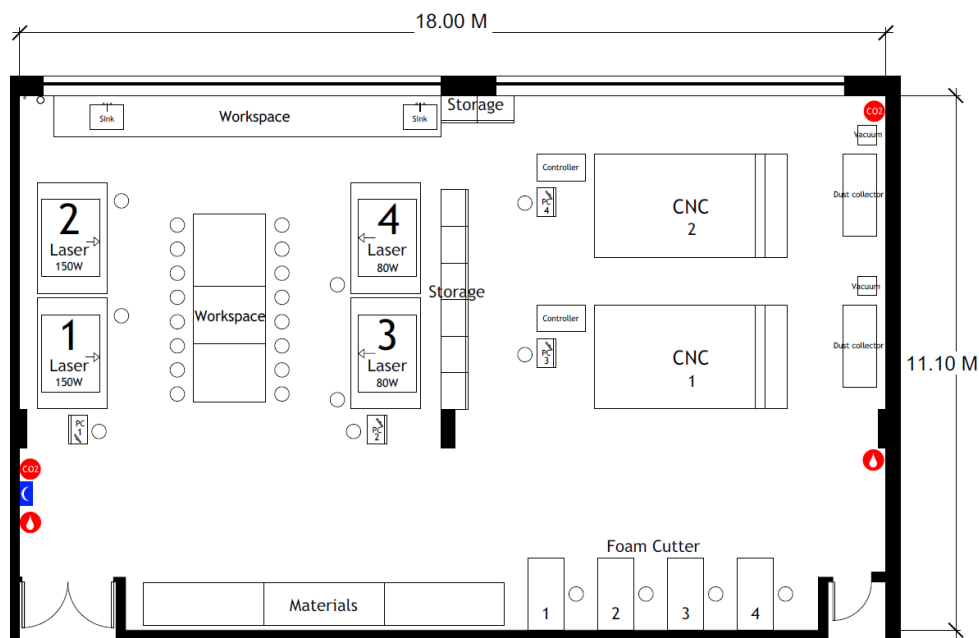 18.00 M
Storage
Sink
Workspace
Sink
CO2
Vacuum
Controller
PC
4
CNC
2
Dust collector
2
Laser
150W
4
Laser
80W
Storage
Vacuum
1
Laser
150W
Workspace
3
Laser
80W
Controller
PC
3
CNC
1
Dust collector
11.10 M
PC
1
PC
2
CO2
Foam Cutter
Materials
1
2
3
4